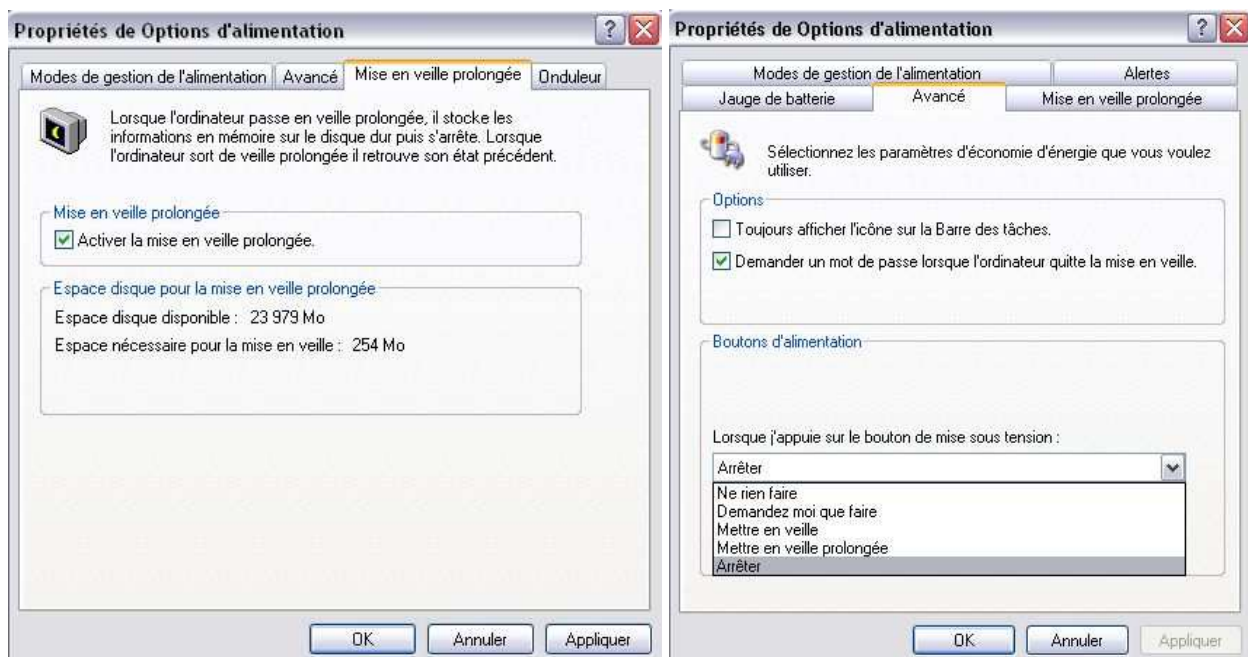 Propriétés de Options d'alimentation
Modes de gestion de l'alimentation Avancé Mise en veille prolongée Onduleur
Lorsque l'ordinateur passe en veille prolongée, il stocke les
informations en mémoire sur le disque dur puis s'arrête. Lorsque
l'ordinateur sort de veille prolongée il retrouve son état précédent.
Mise en veille prolongée
Activer la mise en veille prolongée.
Espace disque pour la mise en veille prolongée
Espace disque disponible : 23 979 Mo
Espace nécessaire pour la mise en veille : 254 Mo
OK Annuler Appliquer
Propriétés de Options d'alimentation
Modes de gestion de l'alimentation Alertes
Jauge de batterie Avancé Mise en veille prolongée
Sélectionnez les paramètres d'économie d'énergie que vous voulez
utiliser.
Options
Toujours afficher l'icône sur la Barre des tâches.
Demander un mot de passe lorsque l'ordinateur quitte la mise en veille.
Boutons d'alimentation
Lorsque j'appuie sur le bouton de mise sous tension :
Arrêter
Ne rien faire
Demandez moi que faire
Mettre en veille
Mettre en veille prolongée
Arrêter
OK Annuler Appliquer